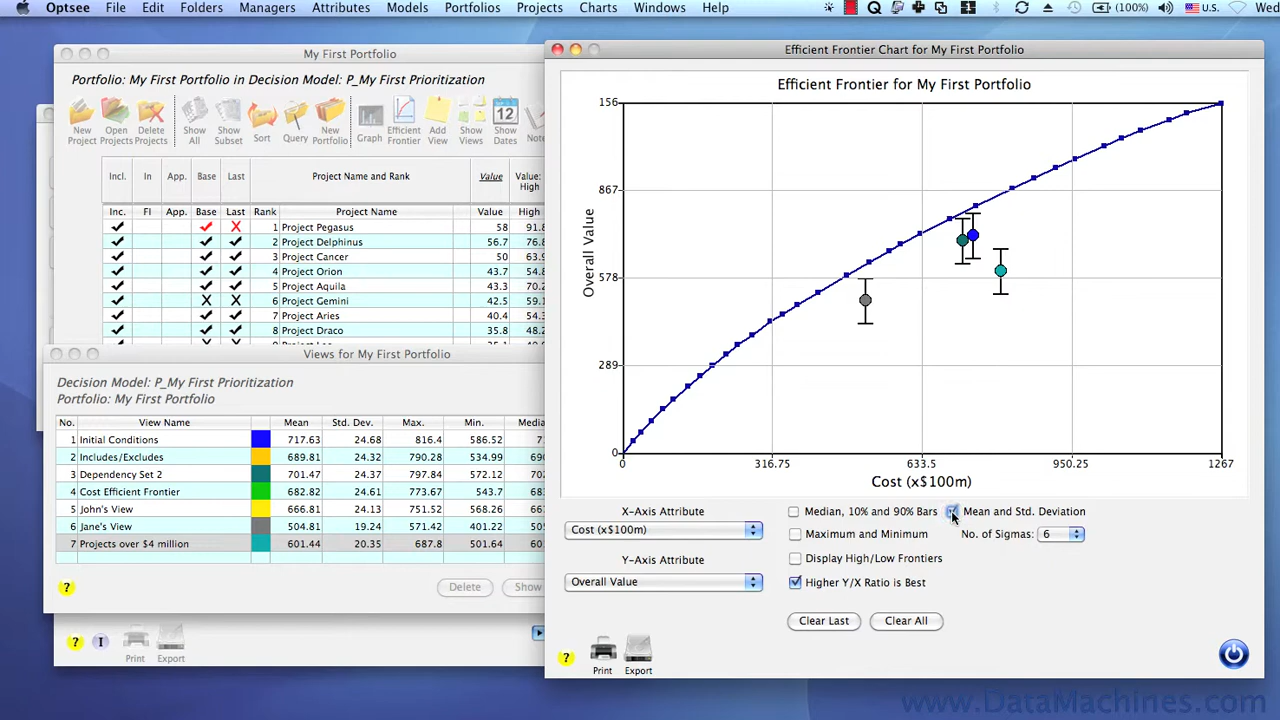 Optsee File Edit Folders Managers Attributes Models Portfolios Projects Charts Windows Help (100%) U.S. Wed
My First Portfolio
Portfolio: My First Portfolio in Decision Model: P_My First Prioritization
New Project Open Projects Delete Projects Show All Show Subset Sort Query New Portfolio Graph Efficient Frontier Add View Show Views Show Dates
Incl. In App. Base Last Project Name and Rank Value Value: High
Inc. FI App. Base Last Rank Project Name Value High
1 Project Pegasus 58 91.8
2 Project Delphinus 56.7 76.8
3 Project Cancer 50 63.9
4 Project Orion 43.7 54.8
5 Project Aquila 43.3 70.2
6 Project Gemini 42.5 59.1
7 Project Aries 40.4 54.3
8 Project Draco 35.8 48.2
Views for My First Portfolio
Decision Model: P_My First Prioritization
Portfolio: My First Portfolio
No. View Name Mean Std. Dev. Max. Min. Media
1 Initial Conditions 717.63 24.68 816.4 586.52
2 Includes/Excludes 689.81 24.32 790.28 534.99
3 Dependency Set 2 701.47 24.37 797.84 572.12
4 Cost Efficient Frontier 682.82 24.61 773.67 543.7
5 John's View 666.81 24.13 751.52 568.26
6 Jane's View 504.81 19.24 571.42 401.22
7 Projects over $4 million 601.44 20.35 687.8 501.64
? Delete Show
? I Print Export
Efficient Frontier Chart for My First Portfolio
Efficient Frontier for My First Portfolio
156
867
578
289
0
Overall Value
0 316.75 633.5 950.25 1267
Cost (x$100m)
X-Axis Attribute
Cost (x$100m)
Y-Axis Attribute
Overall Value
Median, 10% and 90% Bars
Mean and Std. Deviation
Maximum and Minimum
No. of Sigmas: 6
Display High/Low Frontiers
Higher Y/X Ratio is Best
Clear Last Clear All
? Print Export
www.DataMachines.com